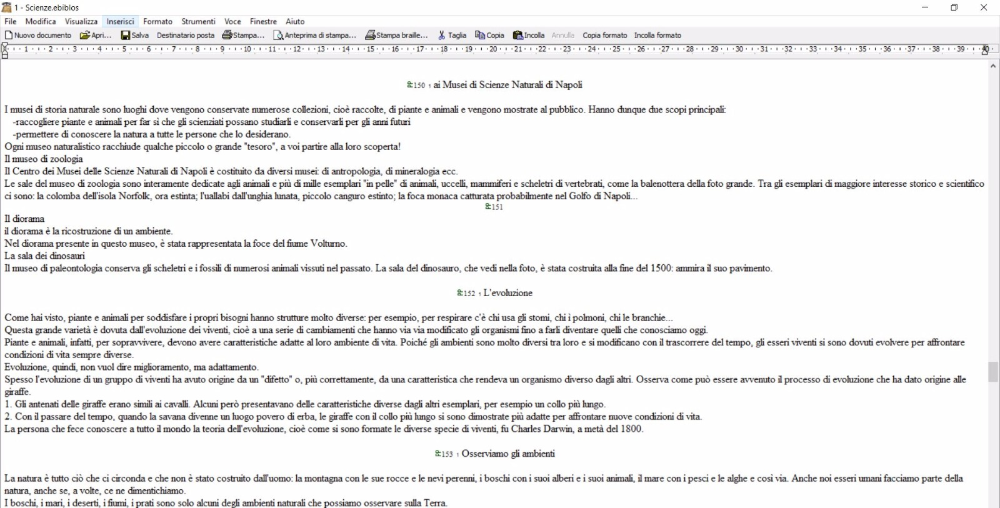 1 - Scienze.ebiblos
File Modifica Visualizza Inserisci Formato Strumenti Voce Finestre Aiuto
Nuovo documento Apri... Salva Destinatario posta Stampa... Anteprima di stampa... Stampa braille... Taglia Copia Incolla Annulla Copia formato Incolla formato
1 2 3 4 5 6 7 8 9 10 11 12 13 14 15 16 17 18 19 20 21 22 23 24 25 26 27 28 29 30 31 32 33 34 35 36 37 38 39 40
150 1 ai Musei di Scienze Naturali di Napoli
I musei di storia naturale sono luoghi dove vengono conservate numerose collezioni, cioè raccolte, di piante e animali e vengono mostrate al pubblico. Hanno dunque due scopi principali:
-raccogliere piante e animali per far sì che gli scienziati possano studiarli e conservarli per gli anni futuri
-permettere di conoscere la natura a tutte le persone che lo desiderano.
Ogni museo naturalistico racchiude qualche piccolo o grande "tesoro", a voi partire alla loro scoperta!
Il museo di zoologia
Il Centro dei Musei delle Scienze Naturali di Napoli è costituito da diversi musei: di antropologia, di mineralogia ecc.
Le sale del museo di zoologia sono interamente dedicate agli animali e più di mille esemplari "in pelle" di animali, uccelli, mammiferi e scheletri di vertebrati, come la balenottera della foto grande. Tra gli esemplari di maggiore interesse storico e scientifico
ci sono: la colomba dell'isola Norfolk, ora estinta; l'uallabi dall'unghia lunata, piccolo canguro estinto; la foca monaca catturata probabilmente nel Golfo di Napoli...
151
Il diorama
il diorama è la ricostruzione di un ambiente.
Nel diorama presente in questo museo, è stata rappresentata la foce del fiume Volturno.
La sala dei dinosauri
Il museo di paleontologia conserva gli scheletri e i fossili di numerosi animali vissuti nel passato. La sala del dinosauro, che vedi nella foto, è stata costruita alla fine del 1500: ammira il suo pavimento.
152 1 L'evoluzione
Come hai visto, piante e animali per soddisfare i propri bisogni hanno strutture molto diverse: per esempio, per respirare c'è chi usa gli stomi, chi ì polmoni, chi le branchie...
Questa grande varietà è dovuta dall'evoluzione dei viventi, cioè a una serie di cambiamenti che hanno via via modificato gli organismi fino a farli diventare quelli che conosciamo oggi.
Piante e animali, infatti, per sopravvivere, devono avere caratteristiche adatte al loro ambiente di vita. Poiché gli ambienti sono molto diversi tra loro e si modificano con il trascorrere del tempo, gli esseri viventi si sono dovuti evolvere per affrontare
condizioni di vita sempre diverse.
Evoluzione, quindi, non vuol dire miglioramento, ma adattamento.
Spesso l'evoluzione di un gruppo di viventi ha avuto origine da un "difetto" o, più correttamente, da una caratteristica che rendeva un organismo diverso dagli altri. Osserva come può essere avvenuto il processo di evoluzione che ha dato origine alle
giraffe.
1. Gli antenati delle giraffe erano simili ai cavalli. Alcuni però presentavano delle caratteristiche diverse dagli altri esemplari, per esempio un collo più lungo.
2. Con il passare del tempo, quando la savana divenne un luogo povero di erba, le giraffe con il collo più lungo si sono dimostrate più adatte per affrontare nuove condizioni di vita.
La persona che fece conoscere a tutto il mondo la teoria dell'evoluzione, cioè come si sono formate le diverse specie di viventi, fu Charles Darwin, a metà del 1800.
153 1 Osserviamo gli ambienti
La natura è tutto ciò che ci circonda e che non è stato costruito dall'uomo: la montagna con le sue rocce e le nevi perenni, i boschi con i suoi alberi e i suoi animali, il mare con i pesci e le alghe e così via. Anche noi esseri umani facciamo parte della
natura, anche se, a volte, ce ne dimentichiamo.
I boschi, i mari, i deserti, i fiumi, i prati sono solo alcuni degli ambienti naturali che possiamo osservare sulla Terra.